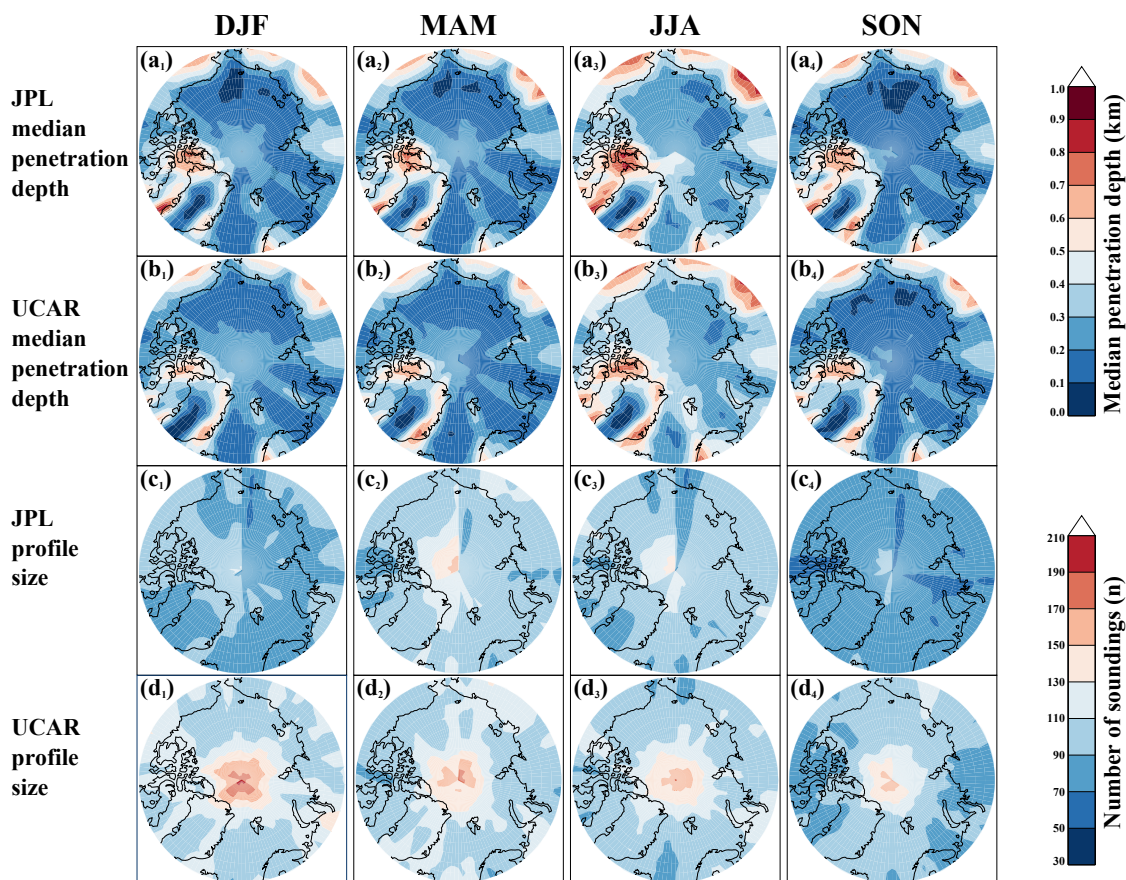 DJF MAM JJA SON
(a₁) (a₂) (a₃) (a₄)
JPL
median
penetration
depth
(b₁) (b₂) (b₃) (b₄)
UCAR
median
penetration
depth
(c₁) (c₂) (c₃) (c₄)
JPL
profile
size
(d₁) (d₂) (d₃) (d₄)
UCAR
profile
size
1.0
0.9
0.8
0.7
0.6
0.5
0.4
0.3
0.2
0.1
0.0
Median penetration depth (km)
210
190
170
150
130
110
90
70
50
30
Number of soundings (n)